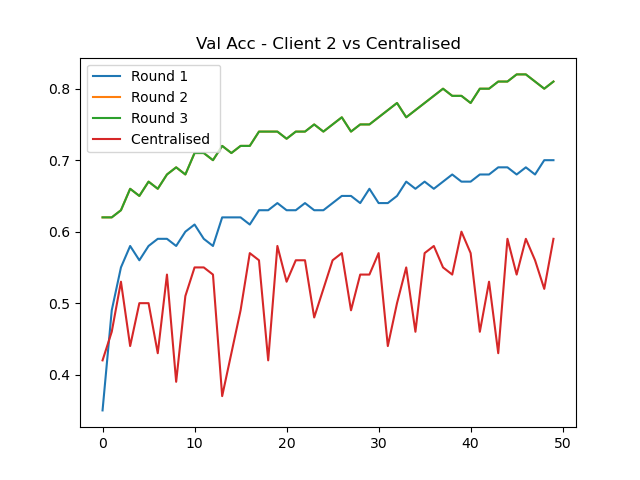 Val Acc - Client 2 vs Centralised
Round 1
Round 2
Round 3
Centralised
0.8
0.7
0.6
0.5
0.4
0 10 20 30 40 50